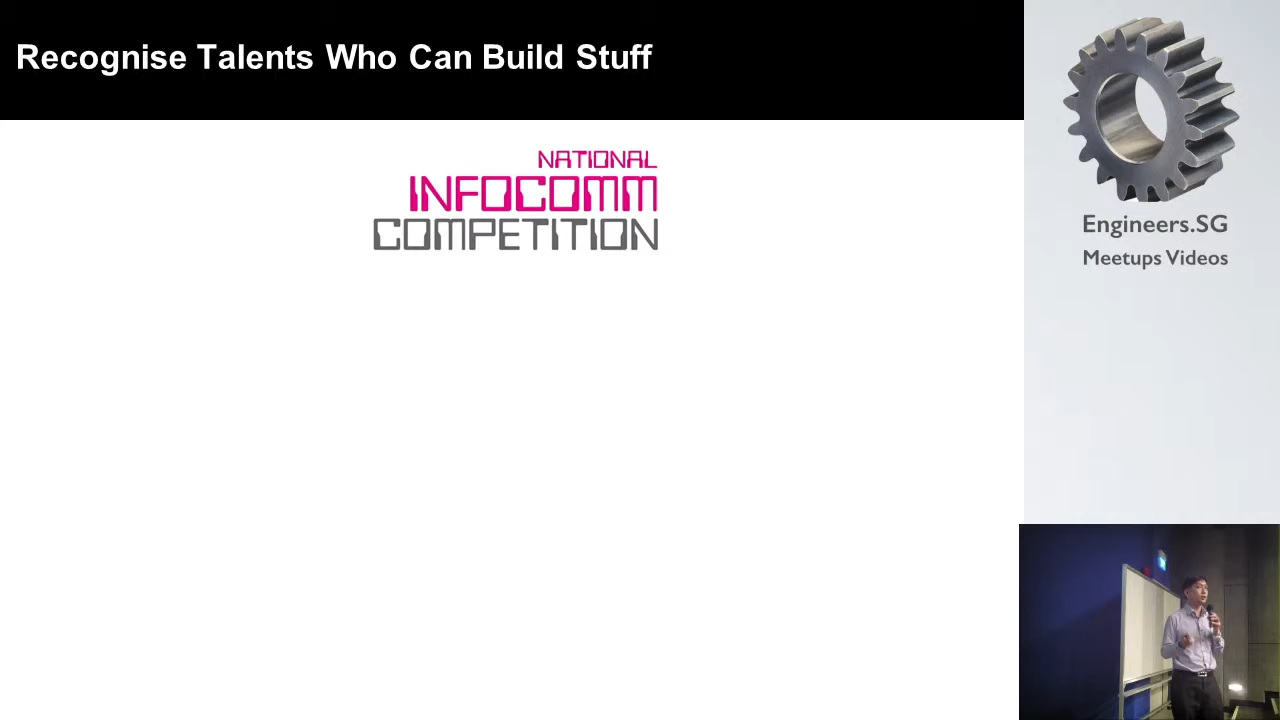 Recognise Talents Who Can Build Stuff
NATIONAL
INFOCOMM
COMPETITION
Engineers.SG
Meetups Videos